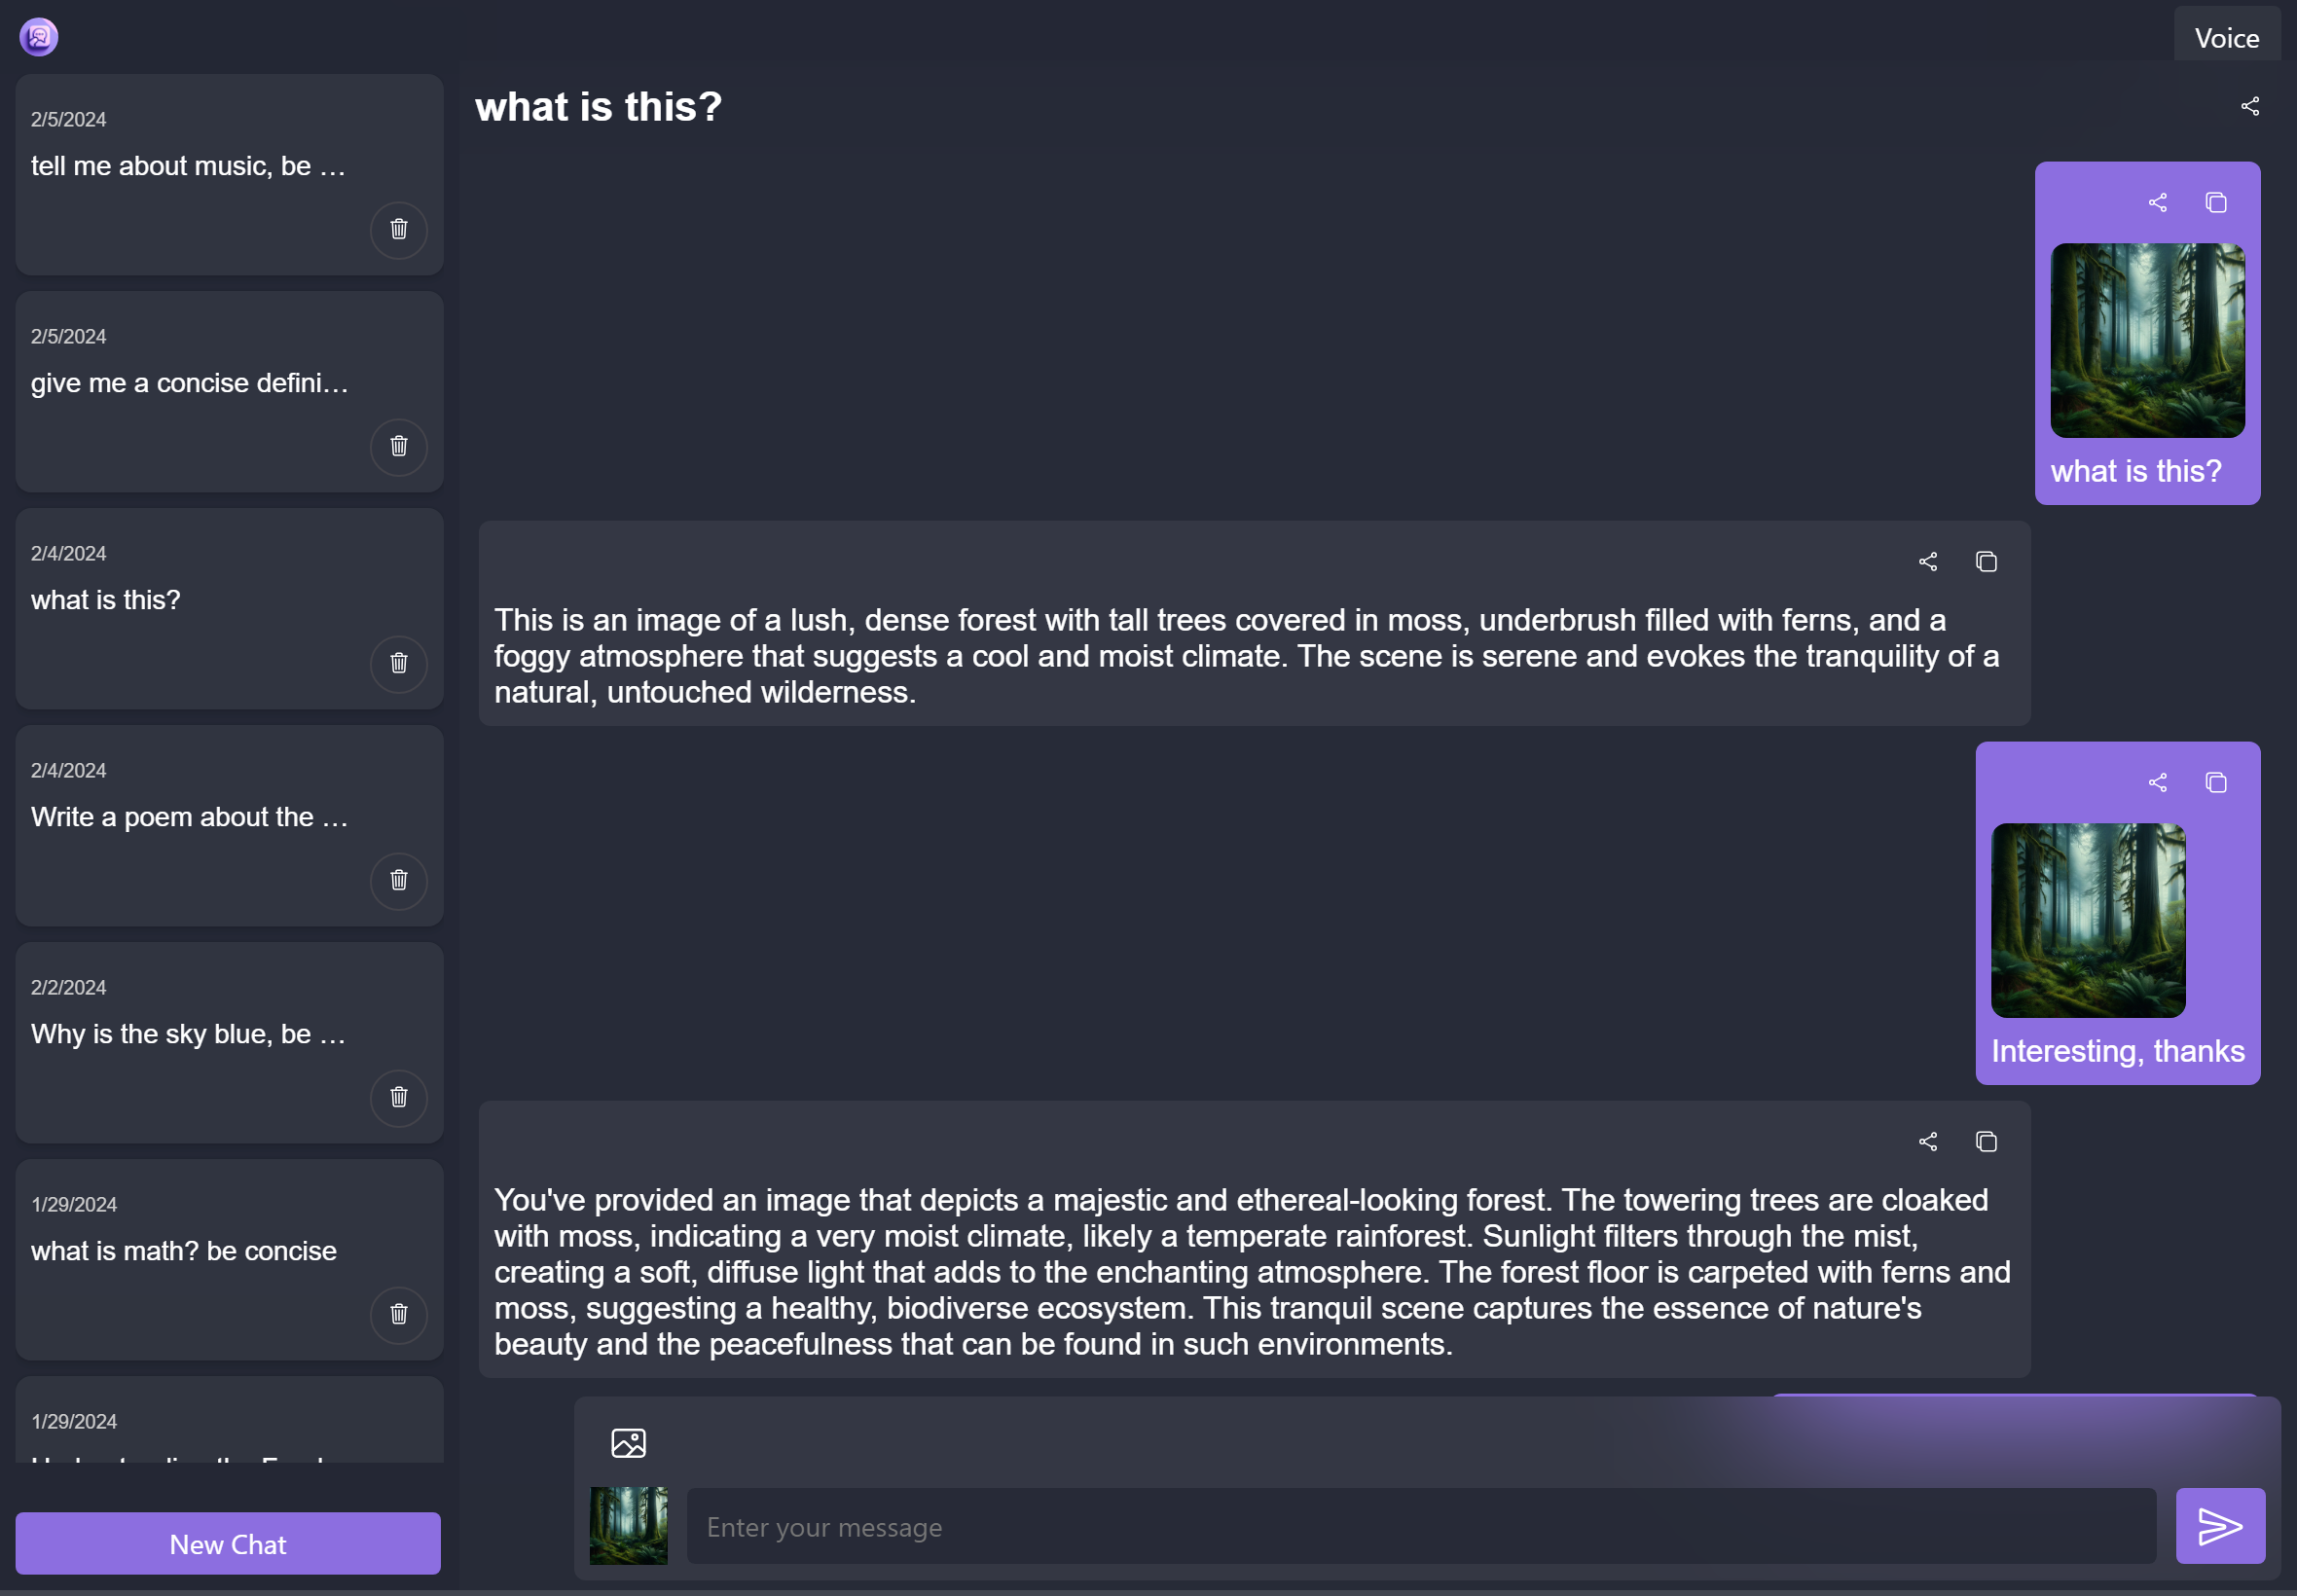 Voice
2/5/2024
tell me about music, be …
2/5/2024
give me a concise defini…
2/4/2024
what is this?
2/4/2024
Write a poem about the …
2/2/2024
Why is the sky blue, be …
1/29/2024
what is math? be concise
1/29/2024
New Chat
what is this?
what is this?
This is an image of a lush, dense forest with tall trees covered in moss, underbrush filled with ferns, and a
foggy atmosphere that suggests a cool and moist climate. The scene is serene and evokes the tranquility of a
natural, untouched wilderness.
Interesting, thanks
You've provided an image that depicts a majestic and ethereal-looking forest. The towering trees are cloaked
with moss, indicating a very moist climate, likely a temperate rainforest. Sunlight filters through the mist,
creating a soft, diffuse light that adds to the enchanting atmosphere. The forest floor is carpeted with ferns and
moss, suggesting a healthy, biodiverse ecosystem. This tranquil scene captures the essence of nature's
beauty and the peacefulness that can be found in such environments.
Enter your message